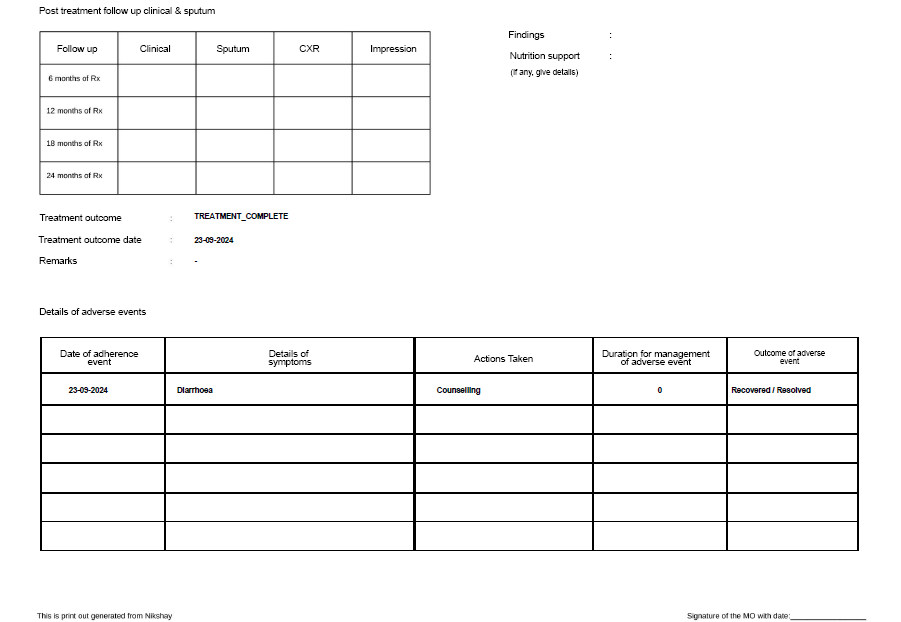 Post treatment follow up clinical & sputum
Follow up Clinical Sputum CXR Impression
6 months of Rx
12 months of Rx
18 months of Rx
24 months of Rx
Findings :
Nutrition support :
(if any, give details)
Treatment outcome : TREATMENT_COMPLETE
Treatment outcome date : 23-09-2024
Remarks : -
Details of adverse events
Date of adherence event Details of symptoms Actions Taken Duration for management of adverse event Outcome of adverse event
23-09-2024 Diarrhoea Counselling 0 Recovered / Resolved
This is print out generated from Nikshay
Signature of the MO with date:_______________